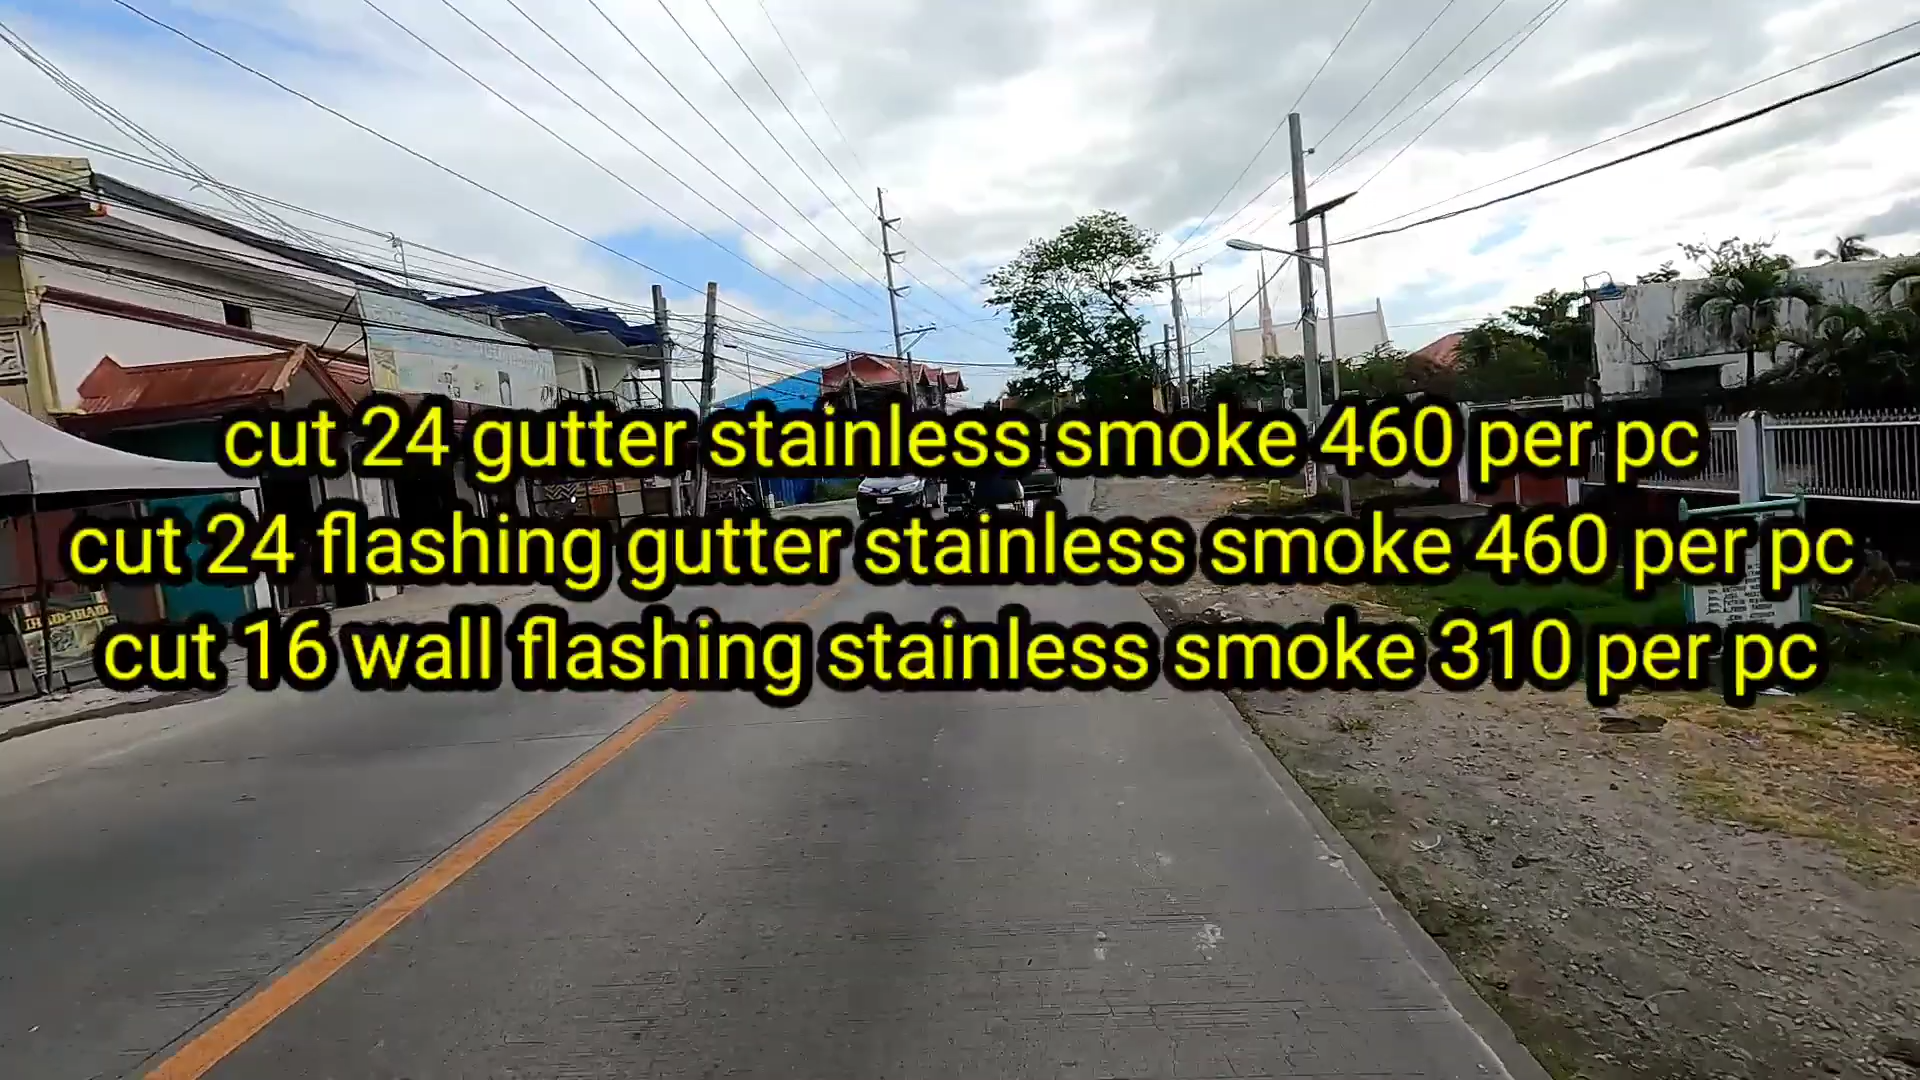 cut 24 gutter stainless smoke 460 per pc
cut 24 flashing gutter stainless smoke 460 per pc
cut 16 wall flashing stainless smoke 310 per pc